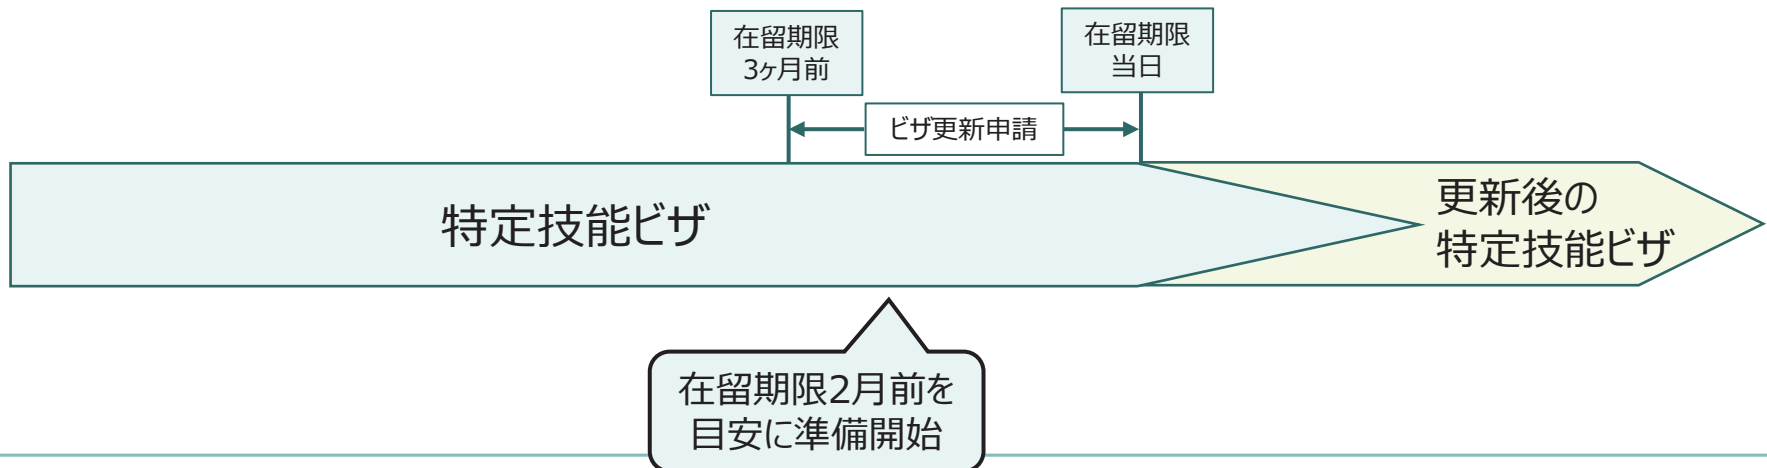 在留期限
3ヶ月前
在留期限
当日
ビザ更新申請
特定技能ビザ
更新後の
特定技能ビザ
在留期限2月前を
目安に準備開始